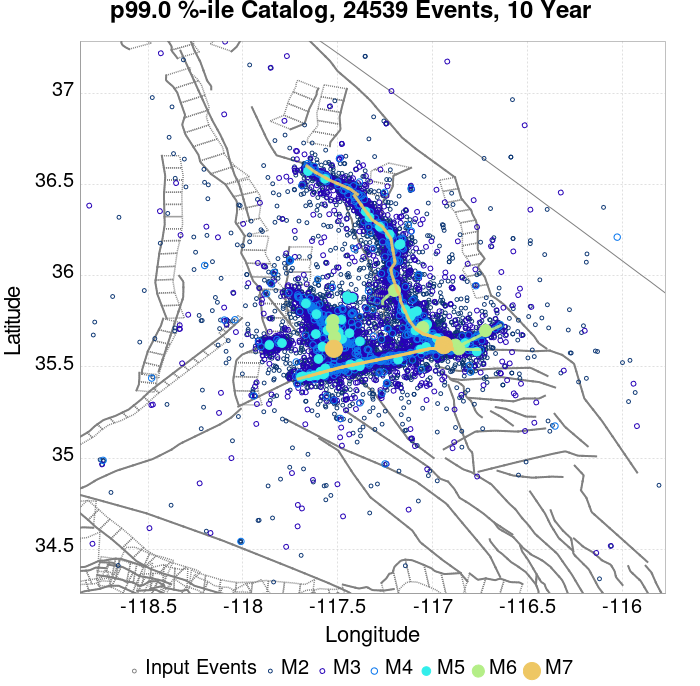 p99.0 %-ile Catalog, 24539 Events, 10 Year
37
36.5
36
35.5
35
34.5
Latitude
-118.5 -118 -117.5 -117 -116.5 -116
Longitude
Input Events M2 M3 M4 M5 M6 M7